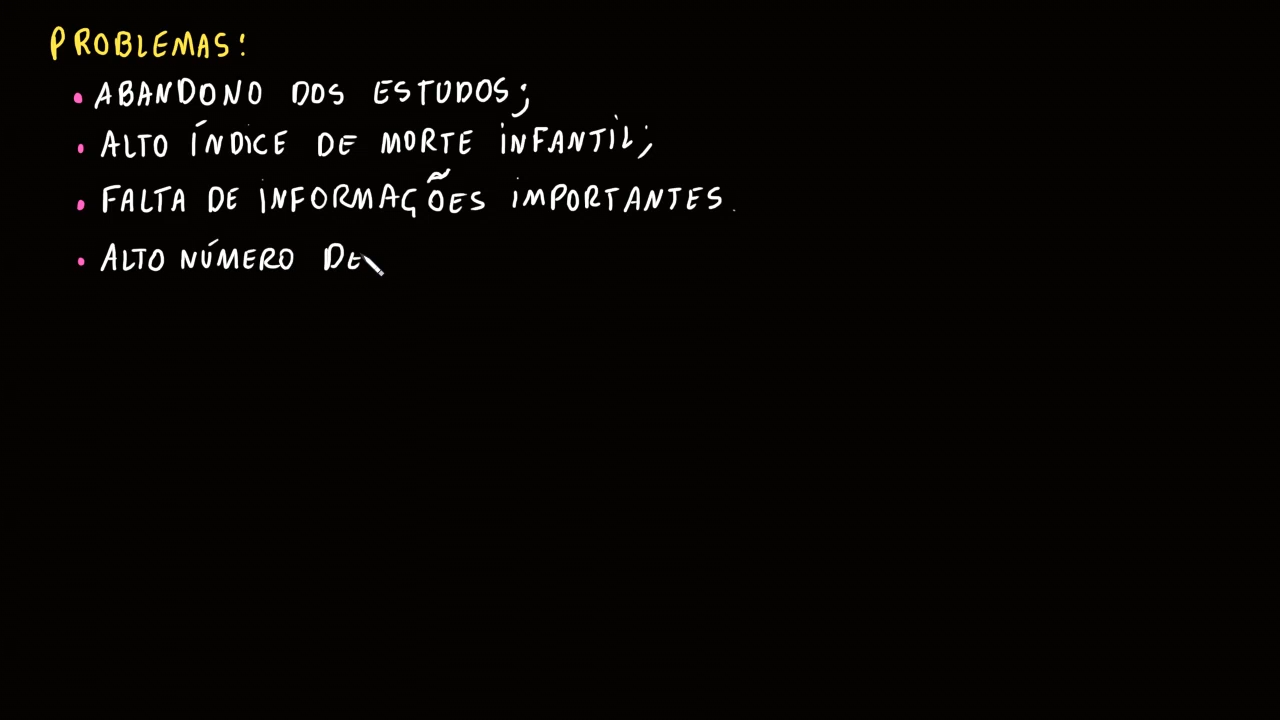 PROBLEMAS:
• ABANDONO DOS ESTUDOS;
• ALTO ÍNDICE DE MORTE INFANTIL;
• FALTA DE INFORMAÇÕES IMPORTANTES.
• ALTO NÚMERO DE